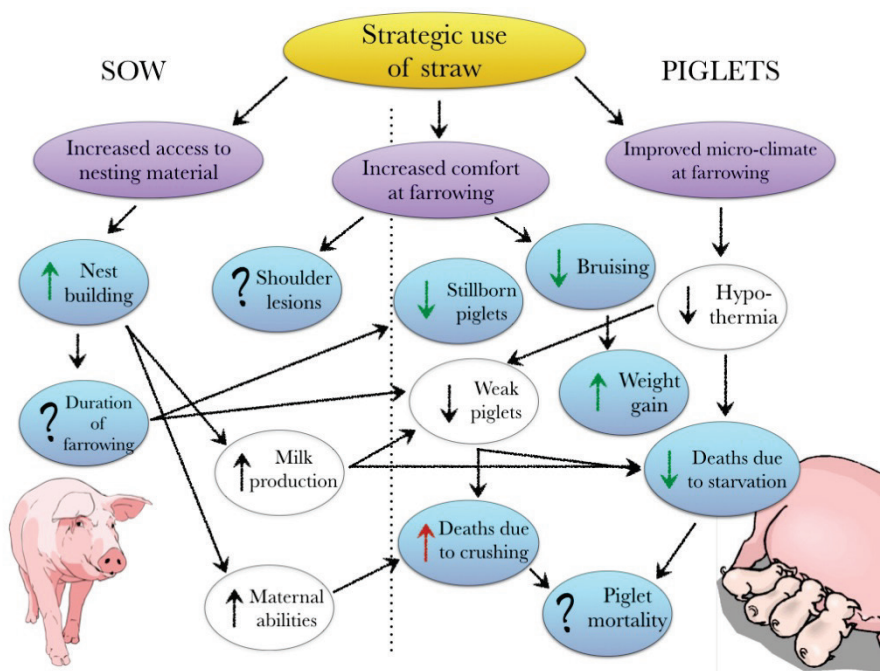 Strategic use
of straw
SOW
PIGLETS
Increased access to
nesting material
Increased comfort
at farrowing
Improved micro-climate
at farrowing
↑ Nest
building
? Shoulder
lesions
↓ Stillborn
piglets
↓ Bruising
↓ Hypo-
thermia
? Duration
of
farrowing
↓ Weak
piglets
↑ Weight
gain
↑ Milk
production
↓ Deaths due
to starvation
↑ Deaths due
to crushing
↑ Maternal
abilities
? Piglet
mortality